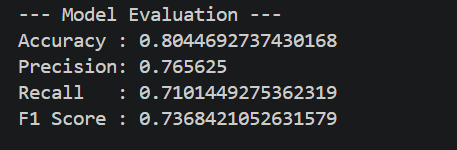 --- Model Evaluation ---
Accuracy : 0.8044692737430168
Precision: 0.765625
Recall   : 0.7101449275362319
F1 Score : 0.7368421052631579